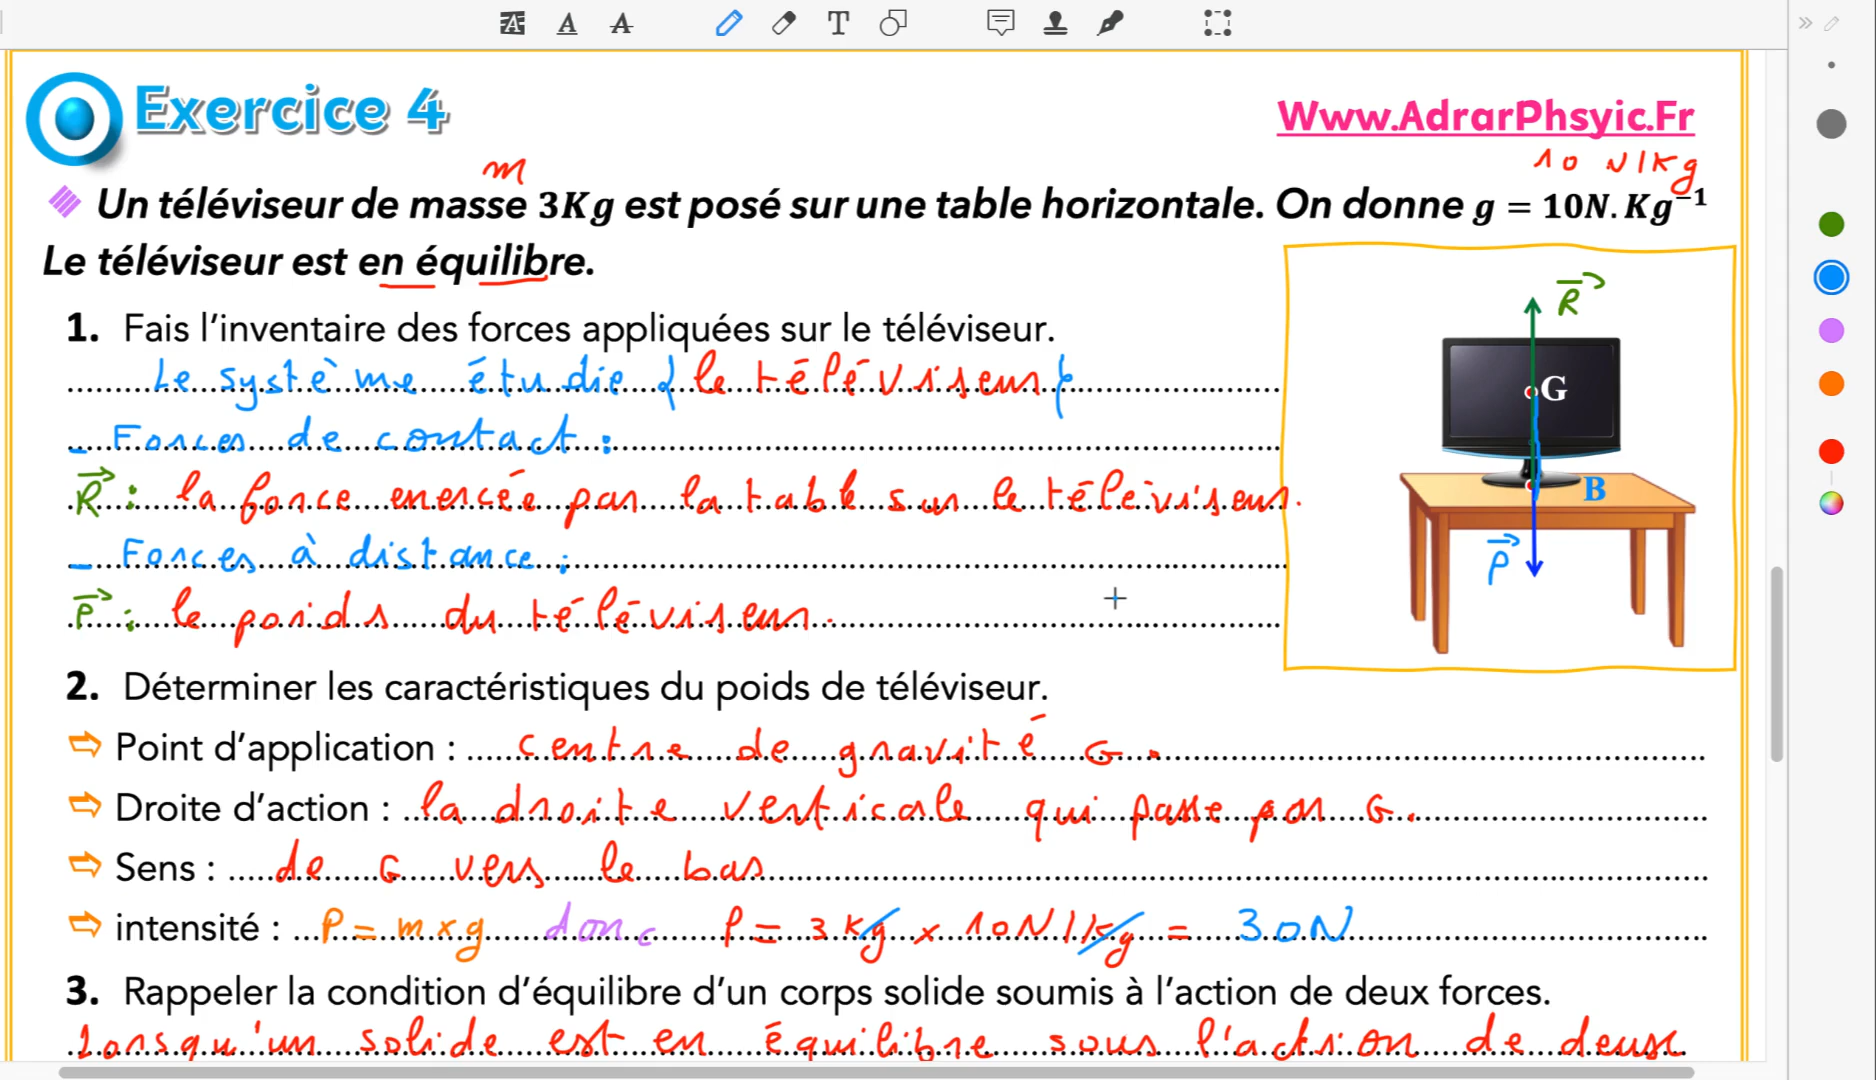 Exercice 4
Www.AdrarPhsyic.Fr
m
10 N/Kg
Un téléviseur de masse 3Kg est posé sur une table horizontale. On donne g = 10N.Kg⁻¹
Le téléviseur est en équilibre.
1. Fais l'inventaire des forces appliquées sur le téléviseur.
Le système étudie { le téléviseur }
_ Forces de contact :
R⃗ : la force exercée par la table sur le téléviseur.
_ Forces à distance :
P⃗ : le poids du téléviseur.
R⃗
G
B
P⃗
2. Déterminer les caractéristiques du poids de téléviseur.
Point d'application : centre de gravité G.
Droite d'action : la droite verticale qui passe par G.
Sens : de G vers le bas
intensité : P = m x g donc P = 3 Kg x 10N/Kg = 30N
3. Rappeler la condition d'équilibre d'un corps solide soumis à l'action de deux forces.
Lorsqu'un solide est en équilibre sous l'action de deux